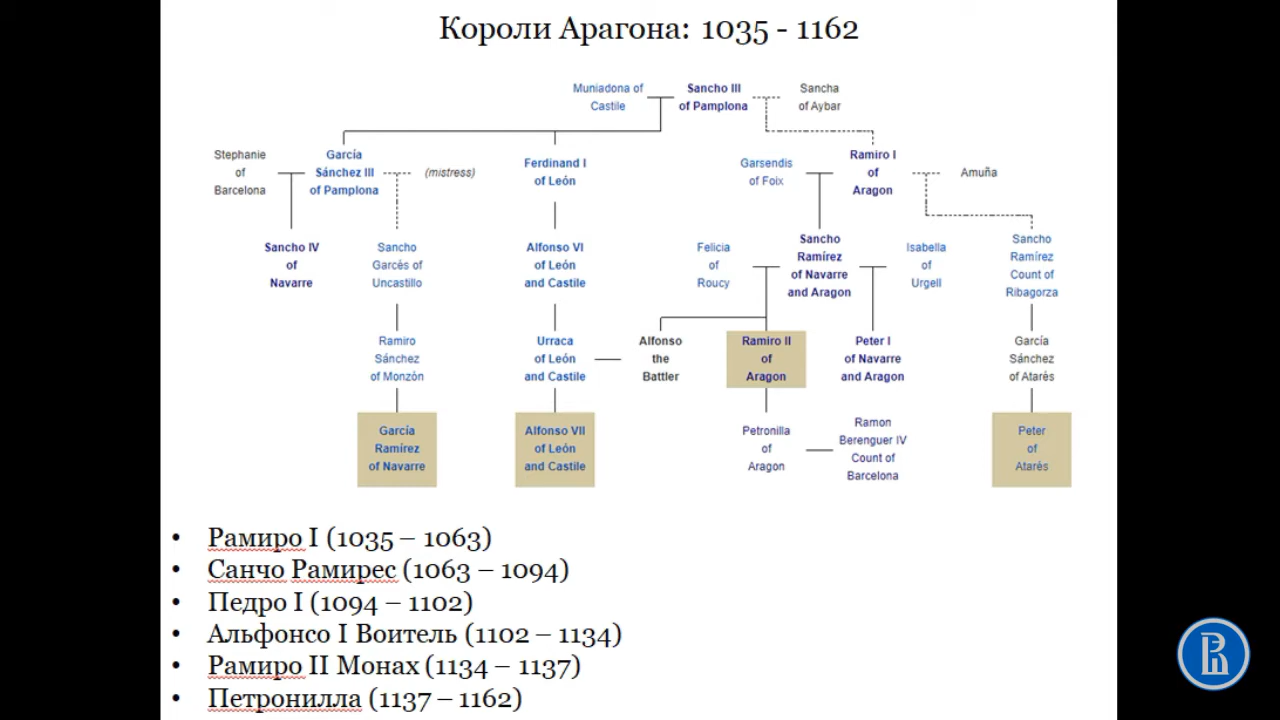 Короли Арагона: 1035 - 1162
Muniadona of
Castile
Sancho III
of Pamplona
Sancha
of Aybar
Stephanie
of
Barcelona
García
Sánchez III
of Pamplona
(mistress)
Ferdinand I
of León
Garsendis
of Foix
Ramiro I
of
Aragon
Amuña
Sancho IV
of
Navarre
Sancho
Garcés of
Uncastillo
Alfonso VI
of León
and Castile
Felicia
of
Roucy
Sancho
Ramírez
of Navarre
and Aragon
Isabella
of
Urgell
Sancho
Ramírez
Count of
Ribagorza
Ramiro
Sánchez
of Monzón
Urraca
of León
and Castile
Alfonso
the
Battler
Ramiro II
of
Aragon
Peter I
of Navarre
and Aragon
García
Sánchez
of Atarés
García
Ramírez
of Navarre
Alfonso VII
of León
and Castile
Petronilla
of
Aragon
Ramon
Berenguer IV
Count of
Barcelona
Peter
of
Atarés
• Рамиро I (1035 – 1063)
• Санчо Рамирес (1063 – 1094)
• Педро I (1094 – 1102)
• Альфонсо I Воитель (1102 – 1134)
• Рамиро II Монах (1134 – 1137)
• Петронилла (1137 – 1162)